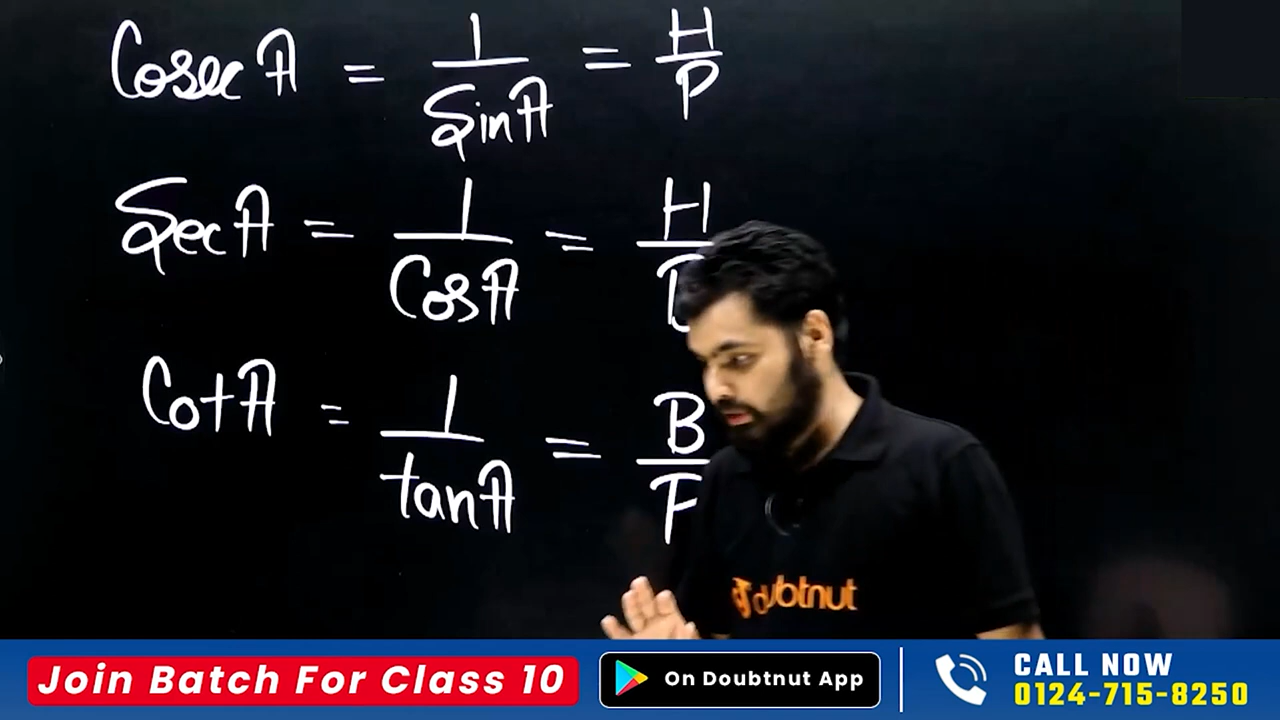 Cosec A = 1/Sin A = H/P
Sec A = 1/Cos A = H/
Cot A = 1/tan A = B/
doubtnut
Join Batch For Class 10
On Doubtnut App
CALL NOW
0124-715-8250